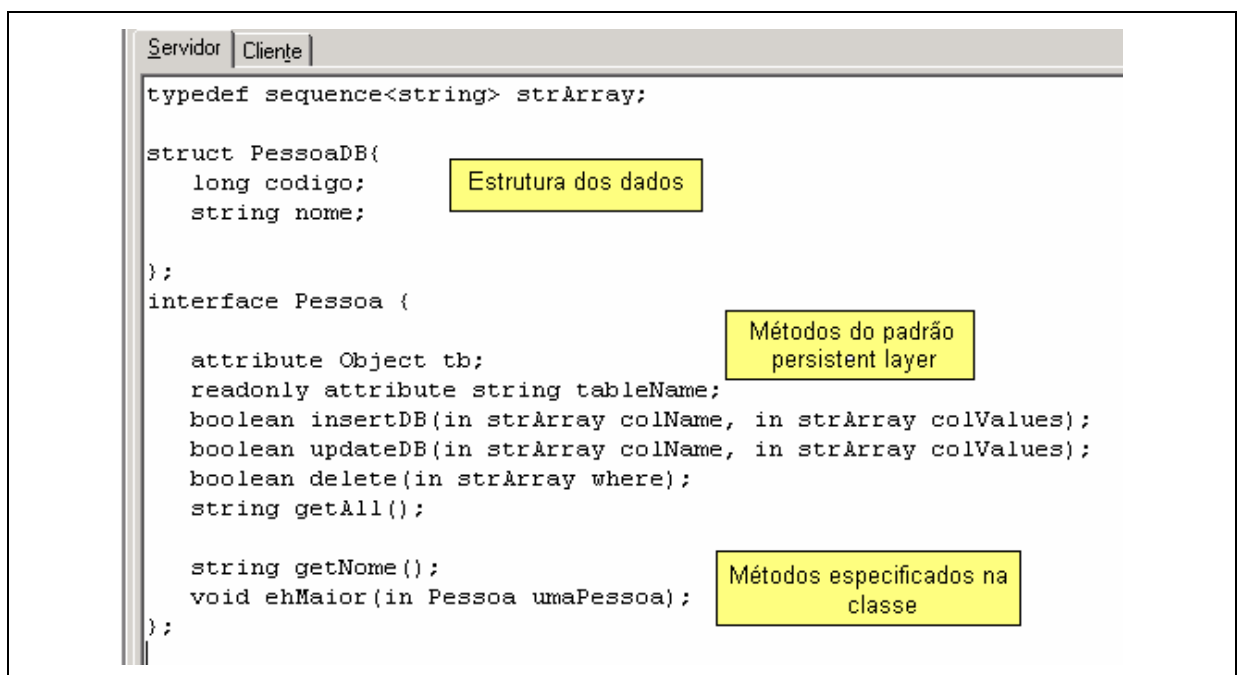 Servidor Cliente
typedef sequence<string> strArray;
struct PessoaDB{
long codigo;
Estrutura dos dados
string nome;
};
interface Pessoa {
Métodos do padrão
persistent layer
attribute Object tb;
readonly attribute string tableName;
boolean insertDB(in strArray colName, in strArray colValues);
boolean updateDB(in strArray colName, in strArray colValues);
boolean delete(in strArray where);
string getAll();
string getNome();
void ehMaior(in Pessoa umaPessoa);
Métodos especificados na
classe
};